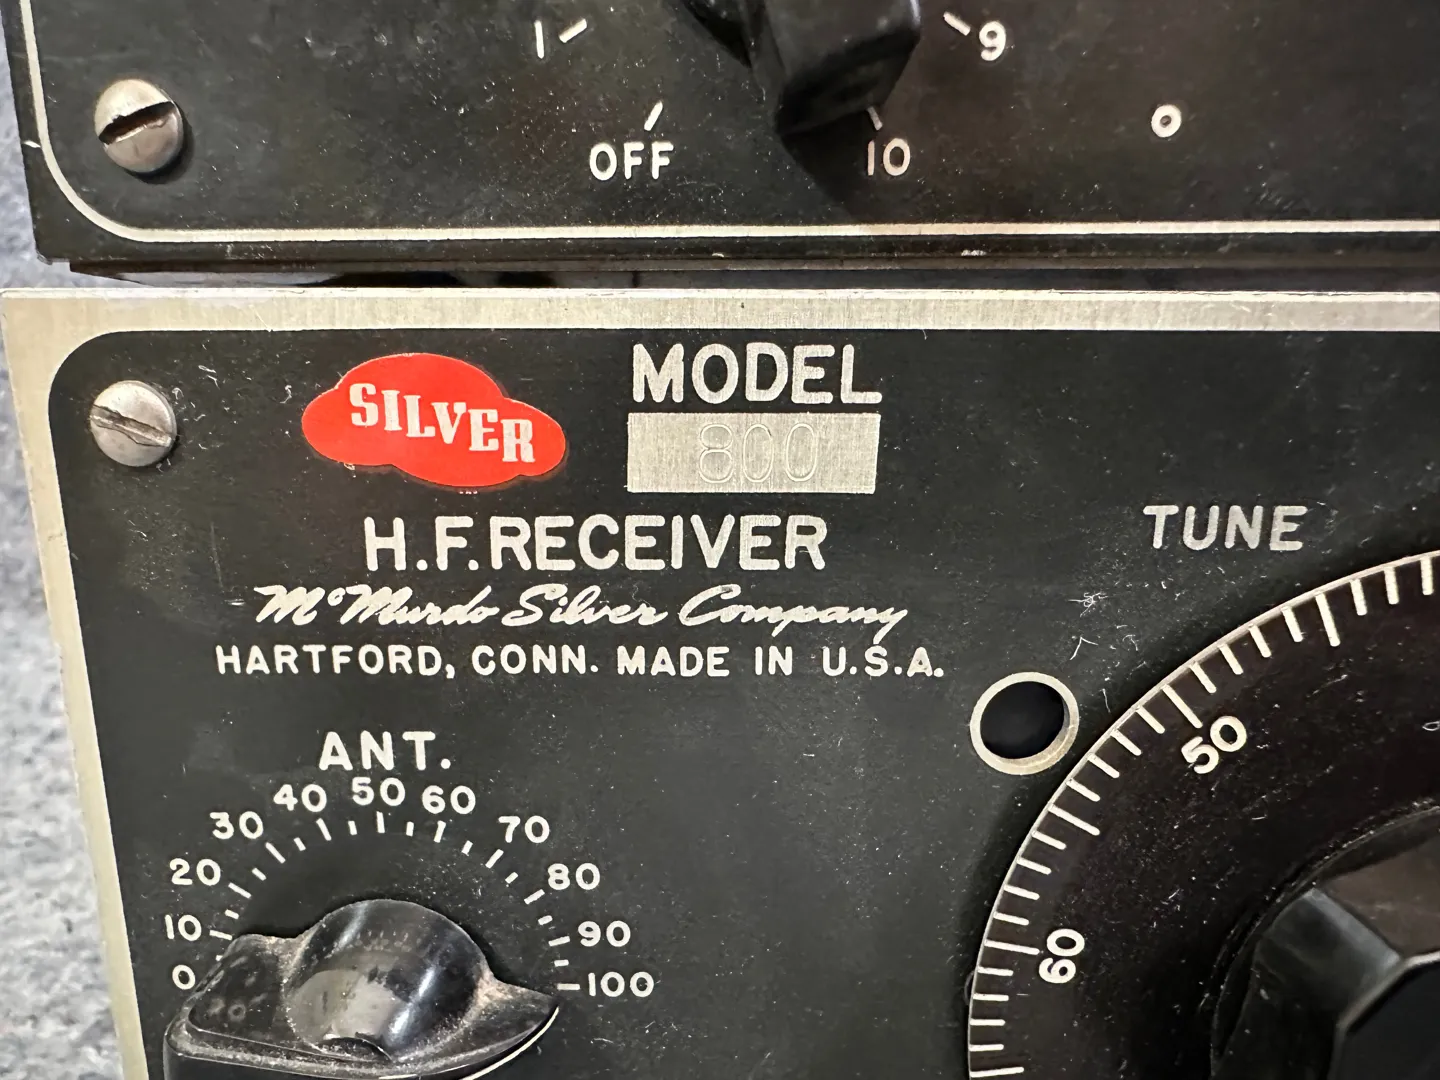 1 9
OFF 10 0
SILVER MODEL
800
H.F. RECEIVER
McMurdo Silver Company
HARTFORD, CONN. MADE IN U.S.A.
TUNE
ANT.
0 10 20 30 40 50 60 70 80 90 100
50
60